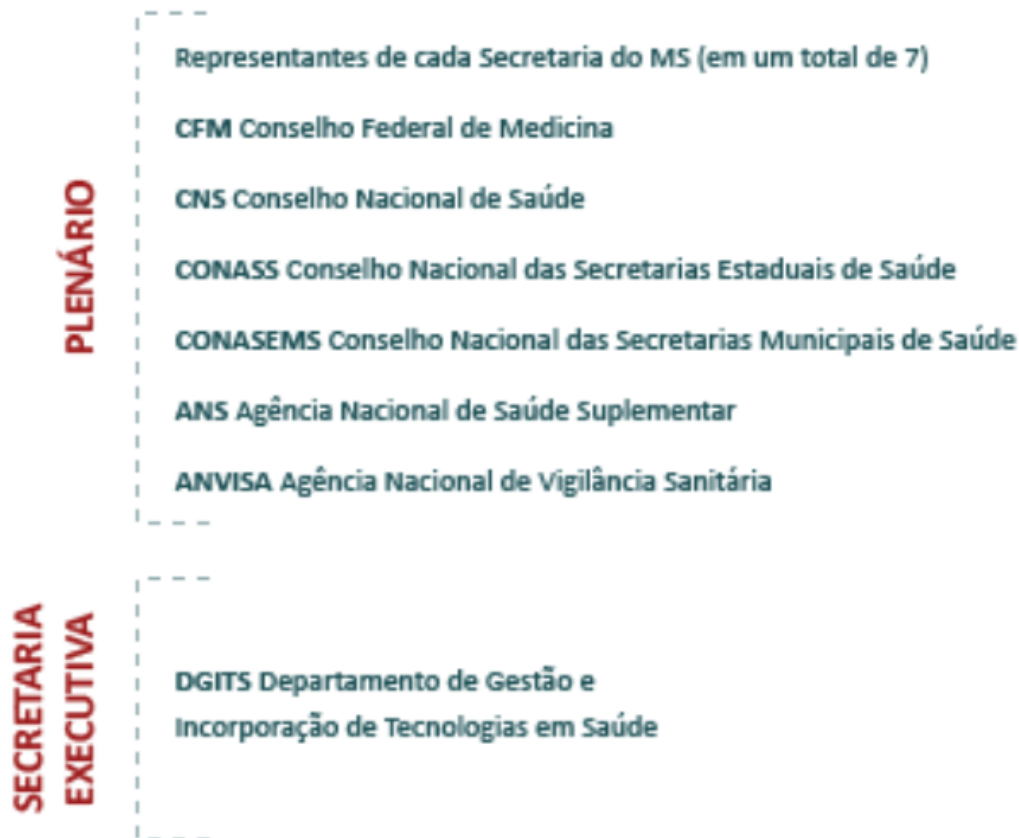 PLENÁRIO
Representantes de cada Secretaria do MS (em um total de 7)
CFM Conselho Federal de Medicina
CNS Conselho Nacional de Saúde
CONASS Conselho Nacional das Secretarias Estaduais de Saúde
CONASEMS Conselho Nacional das Secretarias Municipais de Saúde
ANS Agência Nacional de Saúde Suplementar
ANVISA Agência Nacional de Vigilância Sanitária
SECRETARIA
EXECUTIVA
DGITS Departamento de Gestão e
Incorporação de Tecnologias em Saúde